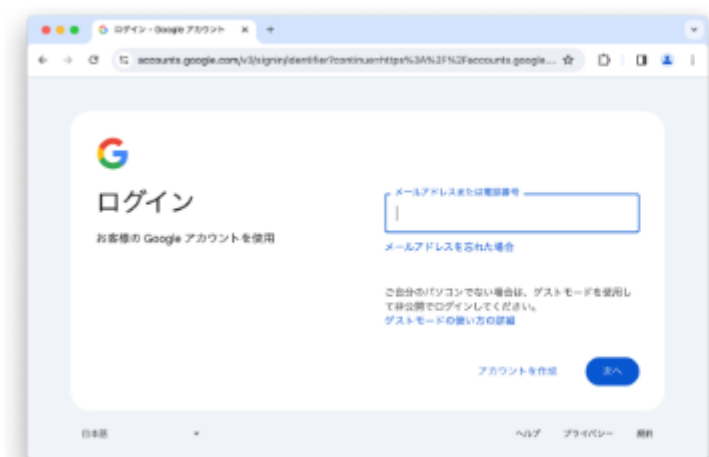 ログイン - Google アカウント
accounts.google.com/v3/signin/identifier?continue=https%3A%2F%2Faccounts.google...
G
ログイン
お客様の Google アカウントを使用
メールアドレスまたは電話番号
メールアドレスを忘れた場合
ご自分のパソコンでない場合は、ゲストモードを使用し
て非公開でログインしてください。
ゲストモードの使い方の詳細
アカウントを作成
次へ
日本語
ヘルプ
プライバシー
規約